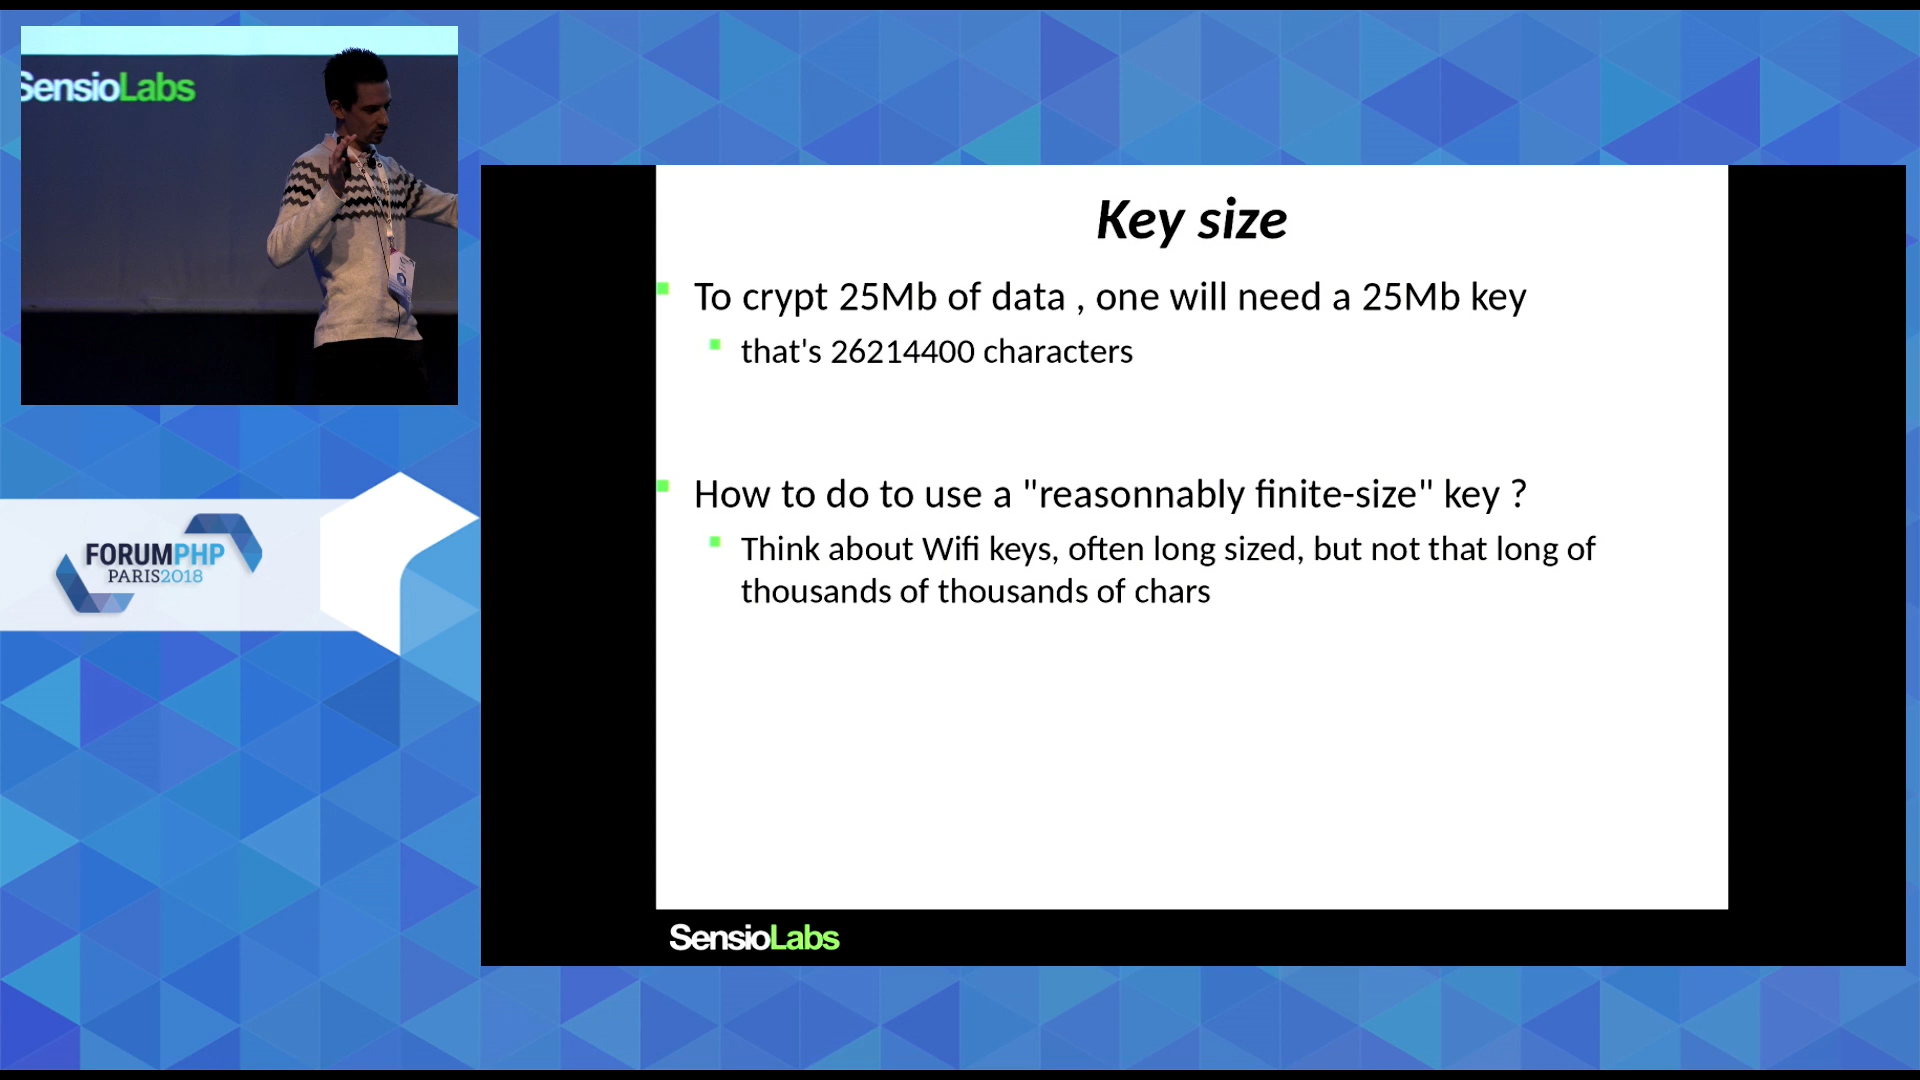 SensioLabs
Key size
To crypt 25Mb of data , one will need a 25Mb key
that's 26214400 characters
How to do to use a "reasonnably finite-size" key ?
Think about Wifi keys, often long sized, but not that long of
thousands of thousands of chars
FORUMPHP
PARIS2018
SensioLabs